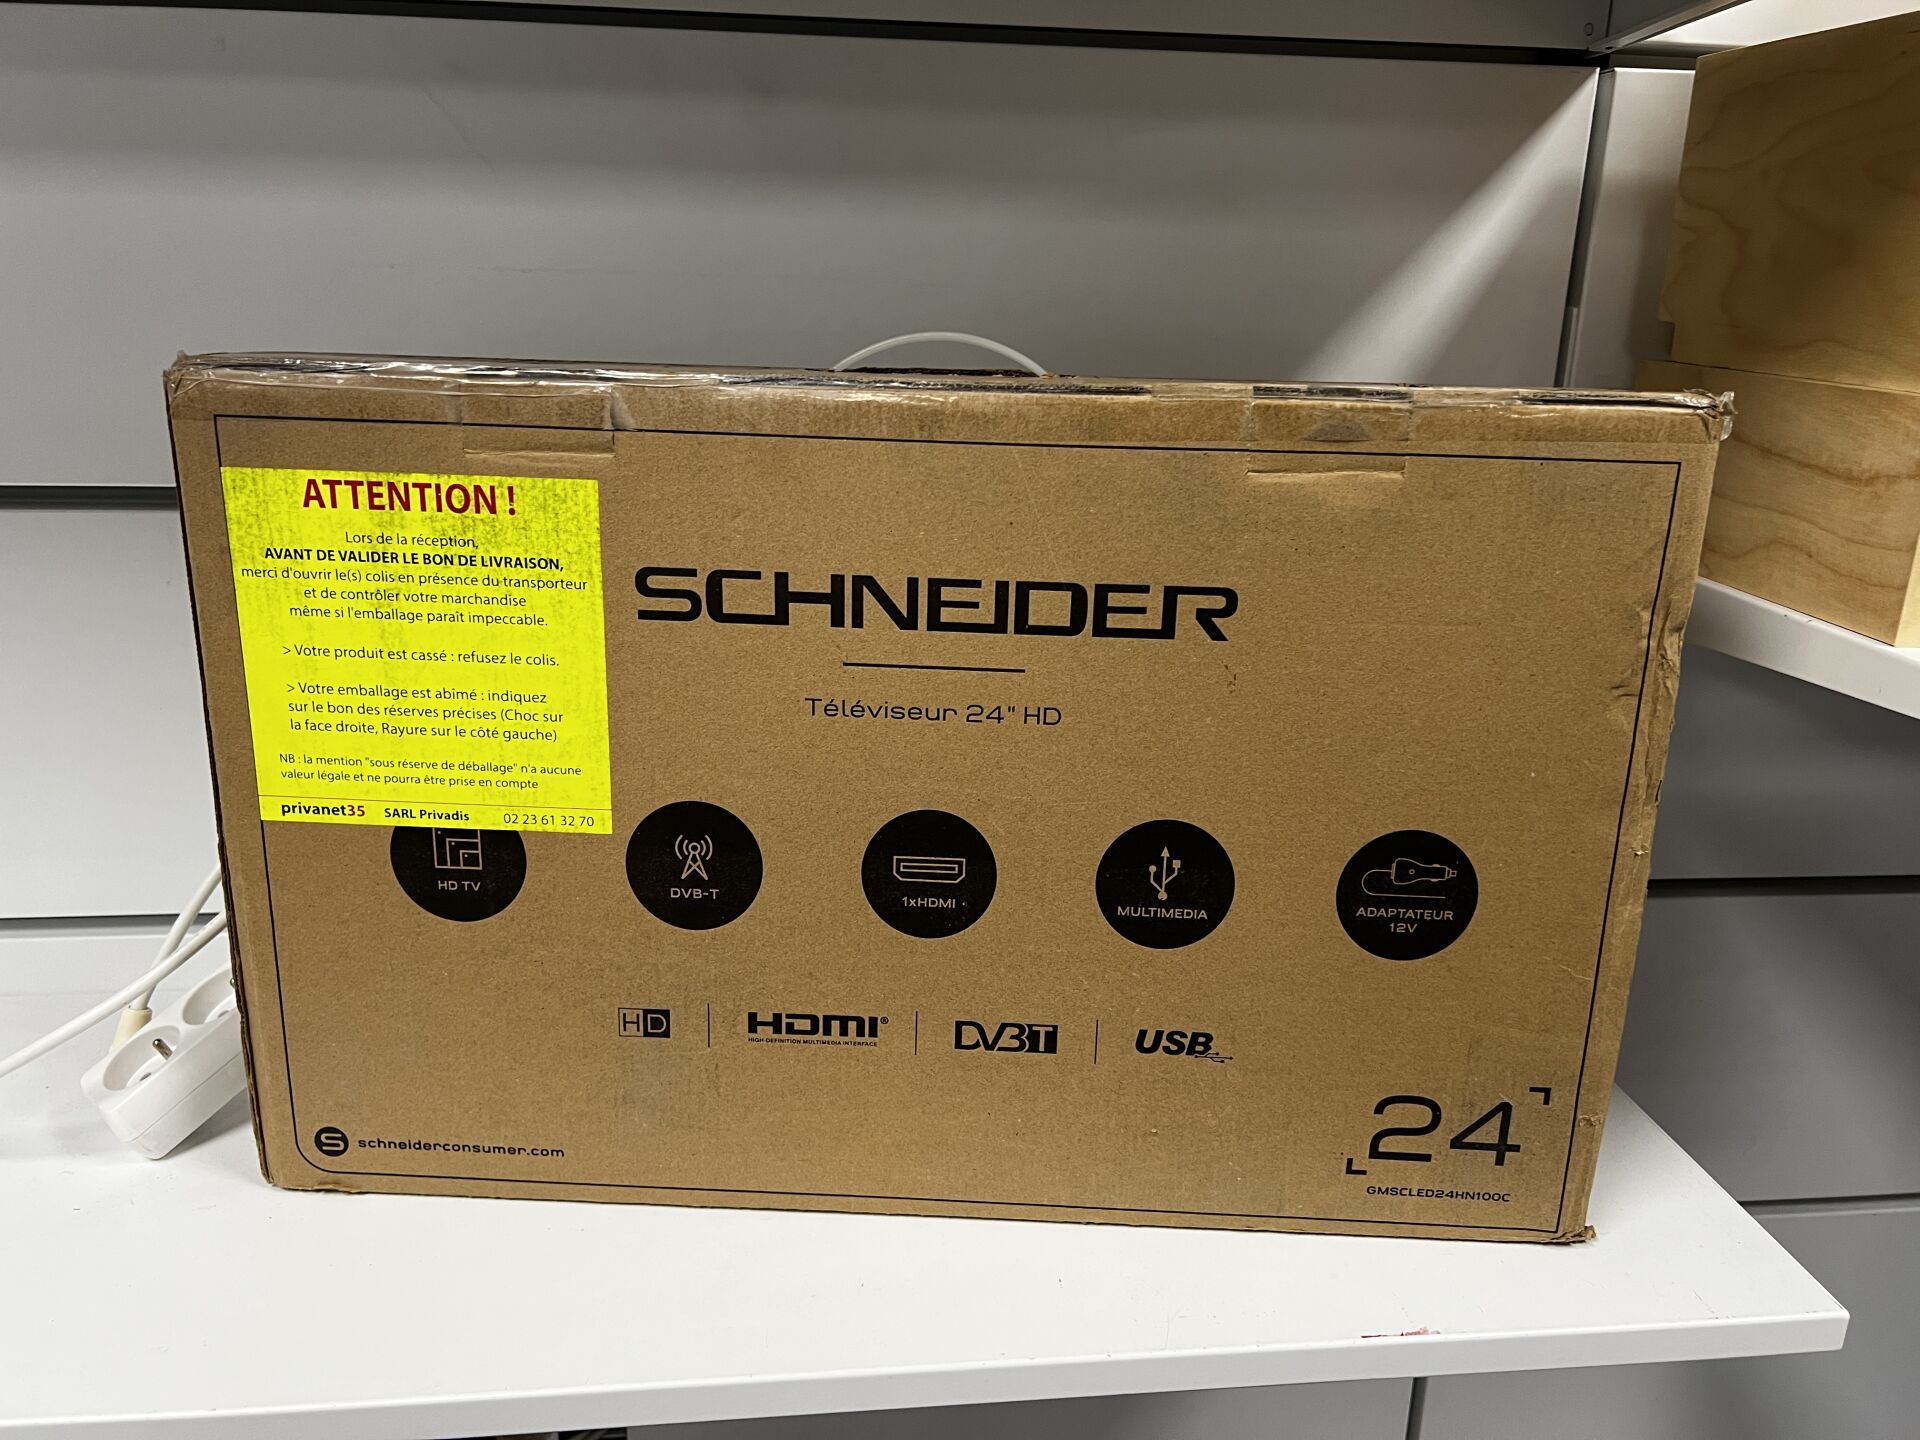 ATTENTION !
Lors de la réception,
AVANT DE VALIDER LE BON DE LIVRAISON,
merci d'ouvrir le(s) colis en présence du transporteur
et de contrôler votre marchandise
même si l'emballage paraît impeccable.
> Votre produit est cassé : refusez le colis.
> Votre emballage est abîmé : indiquez
sur le bon des réserves précises (Choc sur
la face droite, Rayure sur le côté gauche)
NB : la mention "sous réserve de déballage" n'a aucune
valeur légale et ne pourra être prise en compte
privanet35 SARL Privadis 02 23 61 32 70
SCHNEIDER
Téléviseur 24" HD
HD TV
DVB-T
1xHDMI
MULTIMEDIA
ADAPTATEUR
12V
HD
HDMI®
HIGH-DEFINITION MULTIMEDIA INTERFACE
DVB T
USB
S schneiderconsumer.com
24
GMSCLED24HN100C